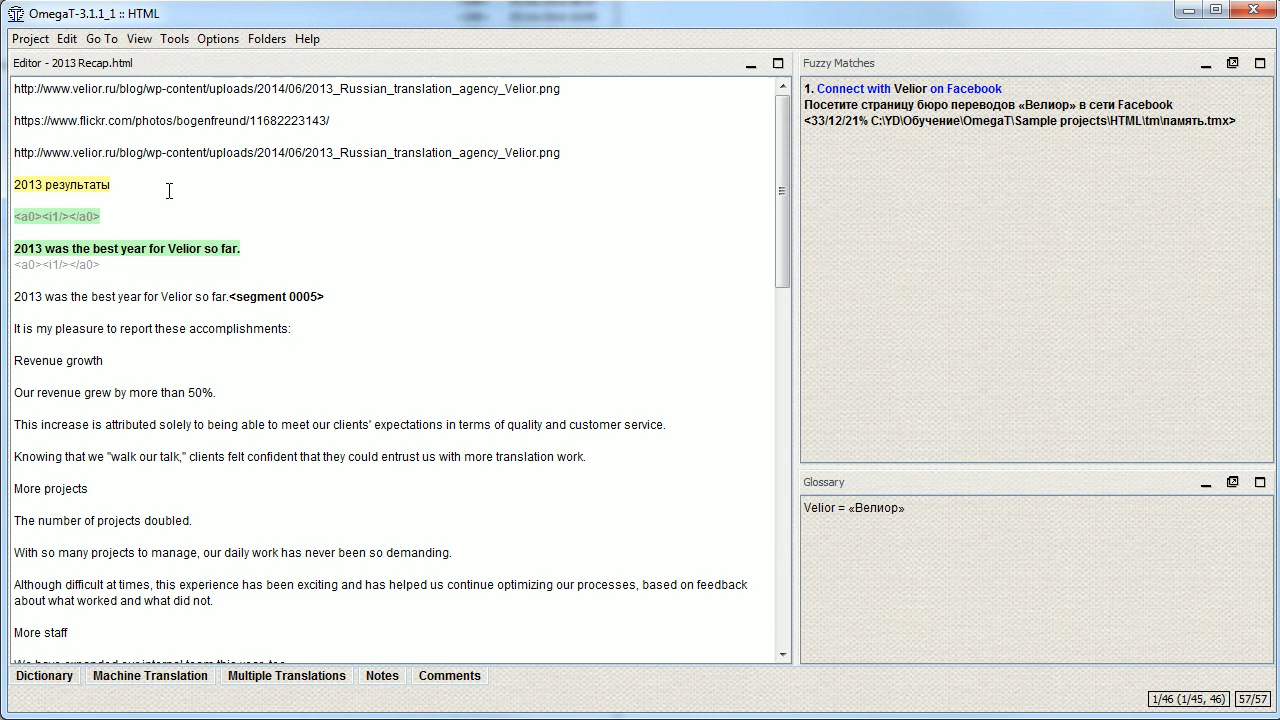 OmegaT-3.1.1_1 :: HTML
Project Edit Go To View Tools Options Folders Help
Editor - 2013 Recap.html
http://www.velior.ru/blog/wp-content/uploads/2014/06/2013_Russian_translation_agency_Velior.png
https://www.flickr.com/photos/bogenfreund/11682223143/
http://www.velior.ru/blog/wp-content/uploads/2014/06/2013_Russian_translation_agency_Velior.png
2013 результаты
<a0><i1/></a0>
2013 was the best year for Velior so far.
<a0><i1/></a0>
2013 was the best year for Velior so far.<segment 0005>
It is my pleasure to report these accomplishments:
Revenue growth
Our revenue grew by more than 50%.
This increase is attributed solely to being able to meet our clients' expectations in terms of quality and customer service.
Knowing that we "walk our talk," clients felt confident that they could entrust us with more translation work.
More projects
The number of projects doubled.
With so many projects to manage, our daily work has never been so demanding.
Although difficult at times, this experience has been exciting and has helped us continue optimizing our processes, based on feedback
about what worked and what did not.
More staff
We have expanded our internal team this year, too.
Fuzzy Matches
1. Connect with Velior on Facebook
Посетите страницу бюро переводов «Велиор» в сети Facebook
<33/12/21% C:\YD\Обучение\OmegaT\Sample projects\HTML\tm\память.tmx>
Glossary
Velior = «Велиор»
Dictionary Machine Translation Multiple Translations Notes Comments
1/46 (1/45, 46) 57/57